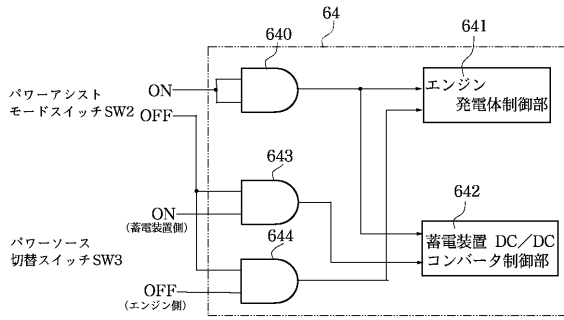 64
640
641
パワーアシスト
モードスイッチSW2
ON
OFF
エンジン
発電体制御部
643
642
ON
(蓄電装置側)
パワーソース
切替スイッチSW3
644
蓄電装置 DC／DC
コンバータ制御部
OFF
(エンジン側)